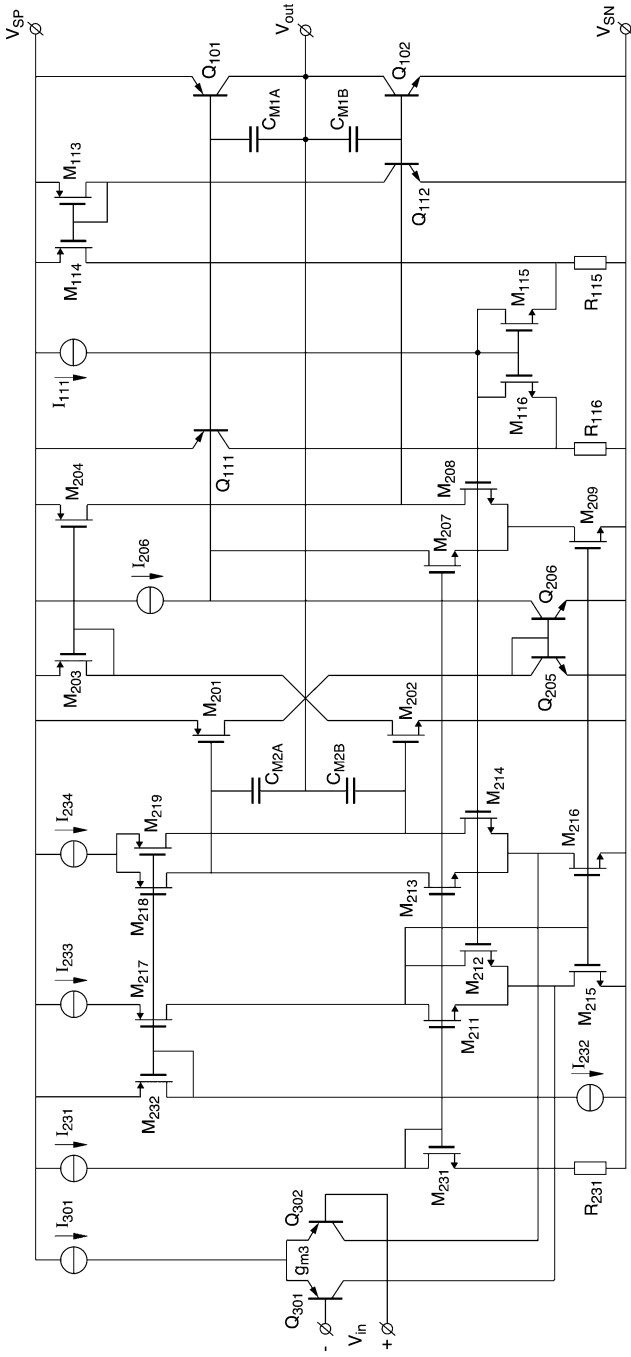 V_SP
V_out
V_SN
Q_101
Q_102
C_M1A
C_M1B
M_113
Q_112
M_114
M_115
R_115
I_111
M_116
R_116
Q_111
M_204
M_208
M_207
M_209
I_206
Q_206
M_203
M_201
M_202
Q_205
C_M2A
C_M2B
I_234
M_219
M_214
M_216
M_218
M_213
I_233
M_217
M_212
M_215
M_211
I_232
M_232
I_231
M_231
R_231
I_301
Q_302
g_m3
Q_301
-
V_in
+